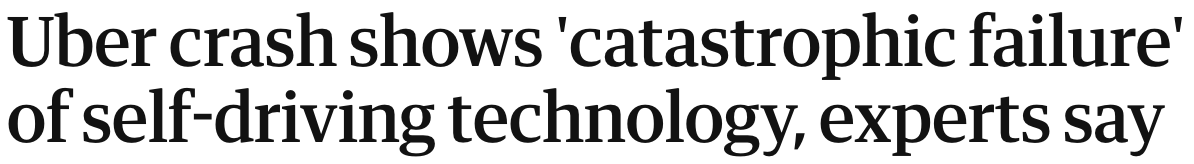 Uber crash shows 'catastrophic failure'
of self-driving technology, experts say